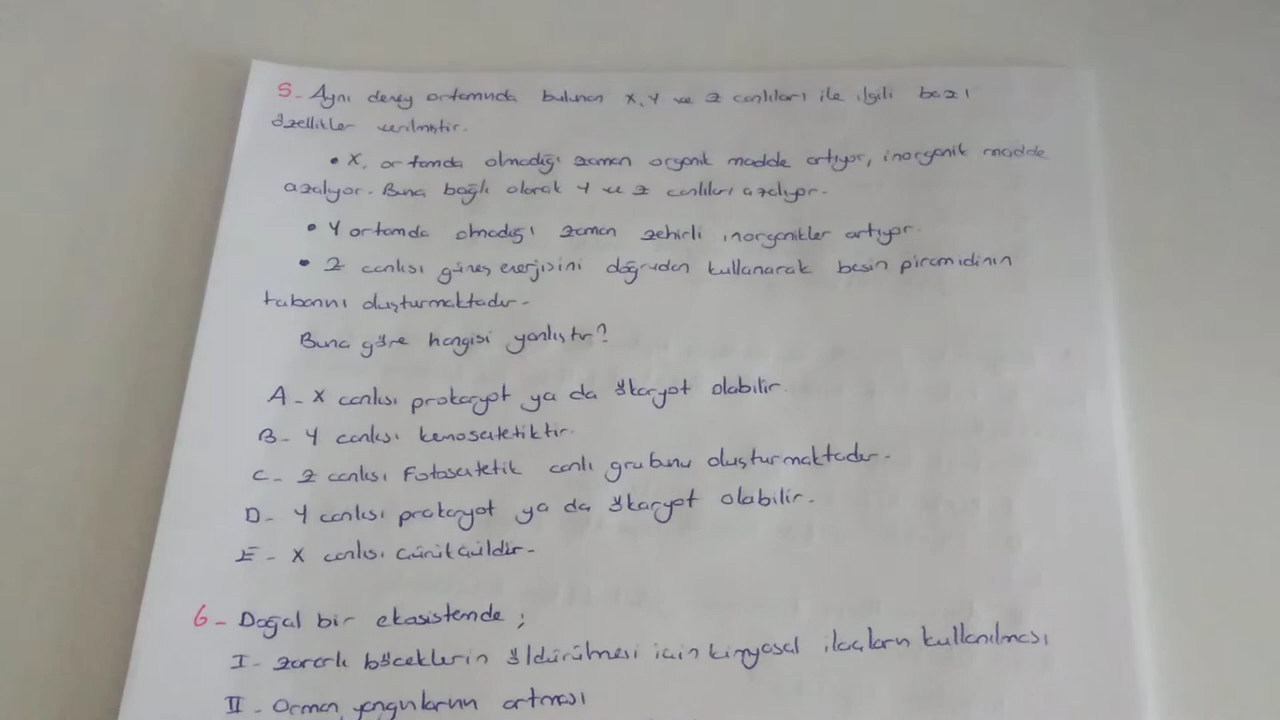 5- Aynı deney ortamında bulunan X, Y ve Z canlıları ile ilgili bazı
özellikler verilmiştir.
• X, ortamda olmadığı zaman organik madde artıyor, inorganik madde
azalıyor. Buna bağlı olarak Y ve Z canlıları azalıyor.
• Y ortamda olmadığı zaman zehirli inorganikler artıyor.
• Z canlısı güneş enerjisini doğrudan kullanarak besin piramidinin
tabanını oluşturmaktadır.
Buna göre hangisi yanlıştır?
A- X canlısı prokaryot ya da ökaryot olabilir.
B- Y canlısı kemosentetiktir.
C- Z canlısı Fotosentetik canlı grubunu oluşturmaktadır.
D- Y canlısı prokaryot ya da ökaryot olabilir.
E- X canlısı çürükçüldür.
6- Doğal bir ekosistemde;
I- zararlı böceklerin öldürülmesi için kimyasal ilaçların kullanılması
II- Orman yangınlarının artması